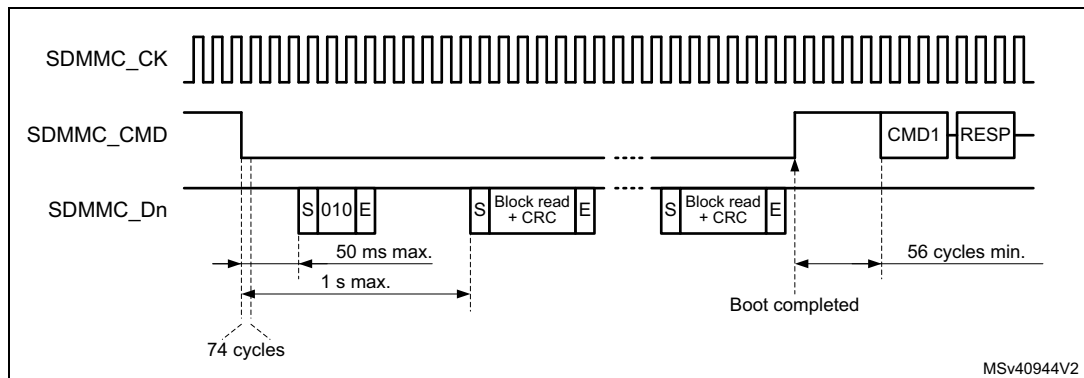 SDMMC_CK
SDMMC_CMD
CMD1
RESP
SDMMC_Dn
S
010
E
S
Block read
+ CRC
E
S
Block read
+ CRC
E
50 ms max.
56 cycles min.
1 s max.
Boot completed
74 cycles
MSv40944V2